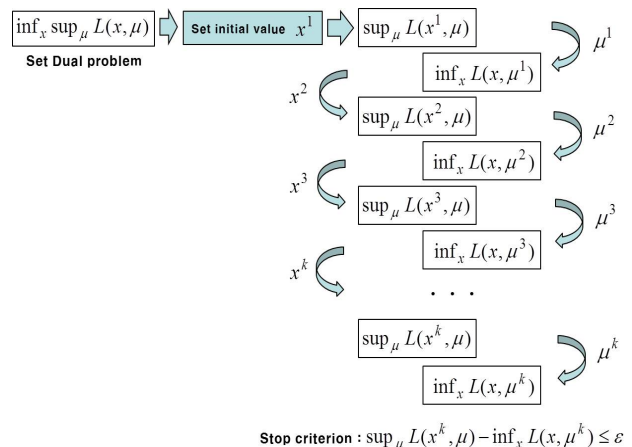 inf_x sup_μ L(x, μ)
Set initial value x^1
sup_μ L(x^1, μ)
μ^1
Set Dual problem
inf_x L(x, μ^1)
x^2
sup_μ L(x^2, μ)
μ^2
inf_x L(x, μ^2)
x^3
sup_μ L(x^3, μ)
μ^3
inf_x L(x, μ^3)
x^k
. . .
sup_μ L(x^k, μ)
μ^k
inf_x L(x, μ^k)
Stop criterion : sup_μ L(x^k, μ) − inf_x L(x, μ^k) ≤ ε